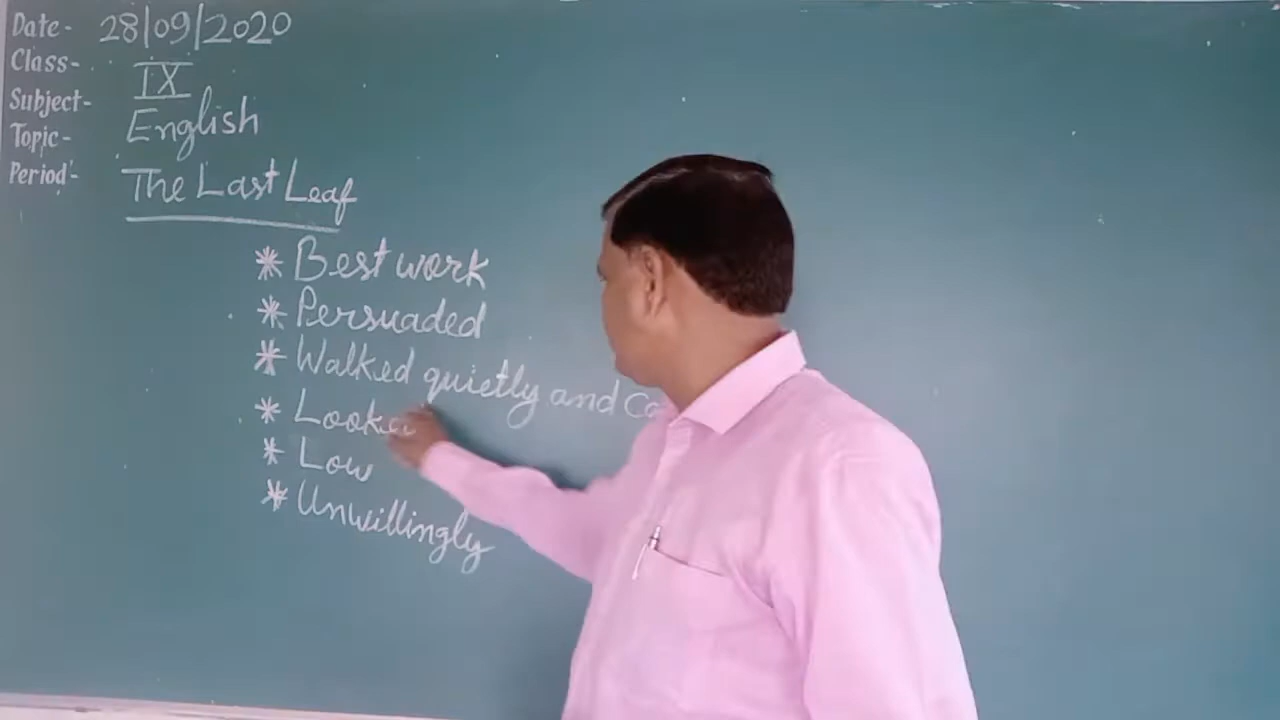 Date- 28/09/2020
Class- IX
Subject- English
Topic- The Last Leaf
Period-
* Best work
* Persuaded
* Walked quietly and
*
* Low
* Unwillingly